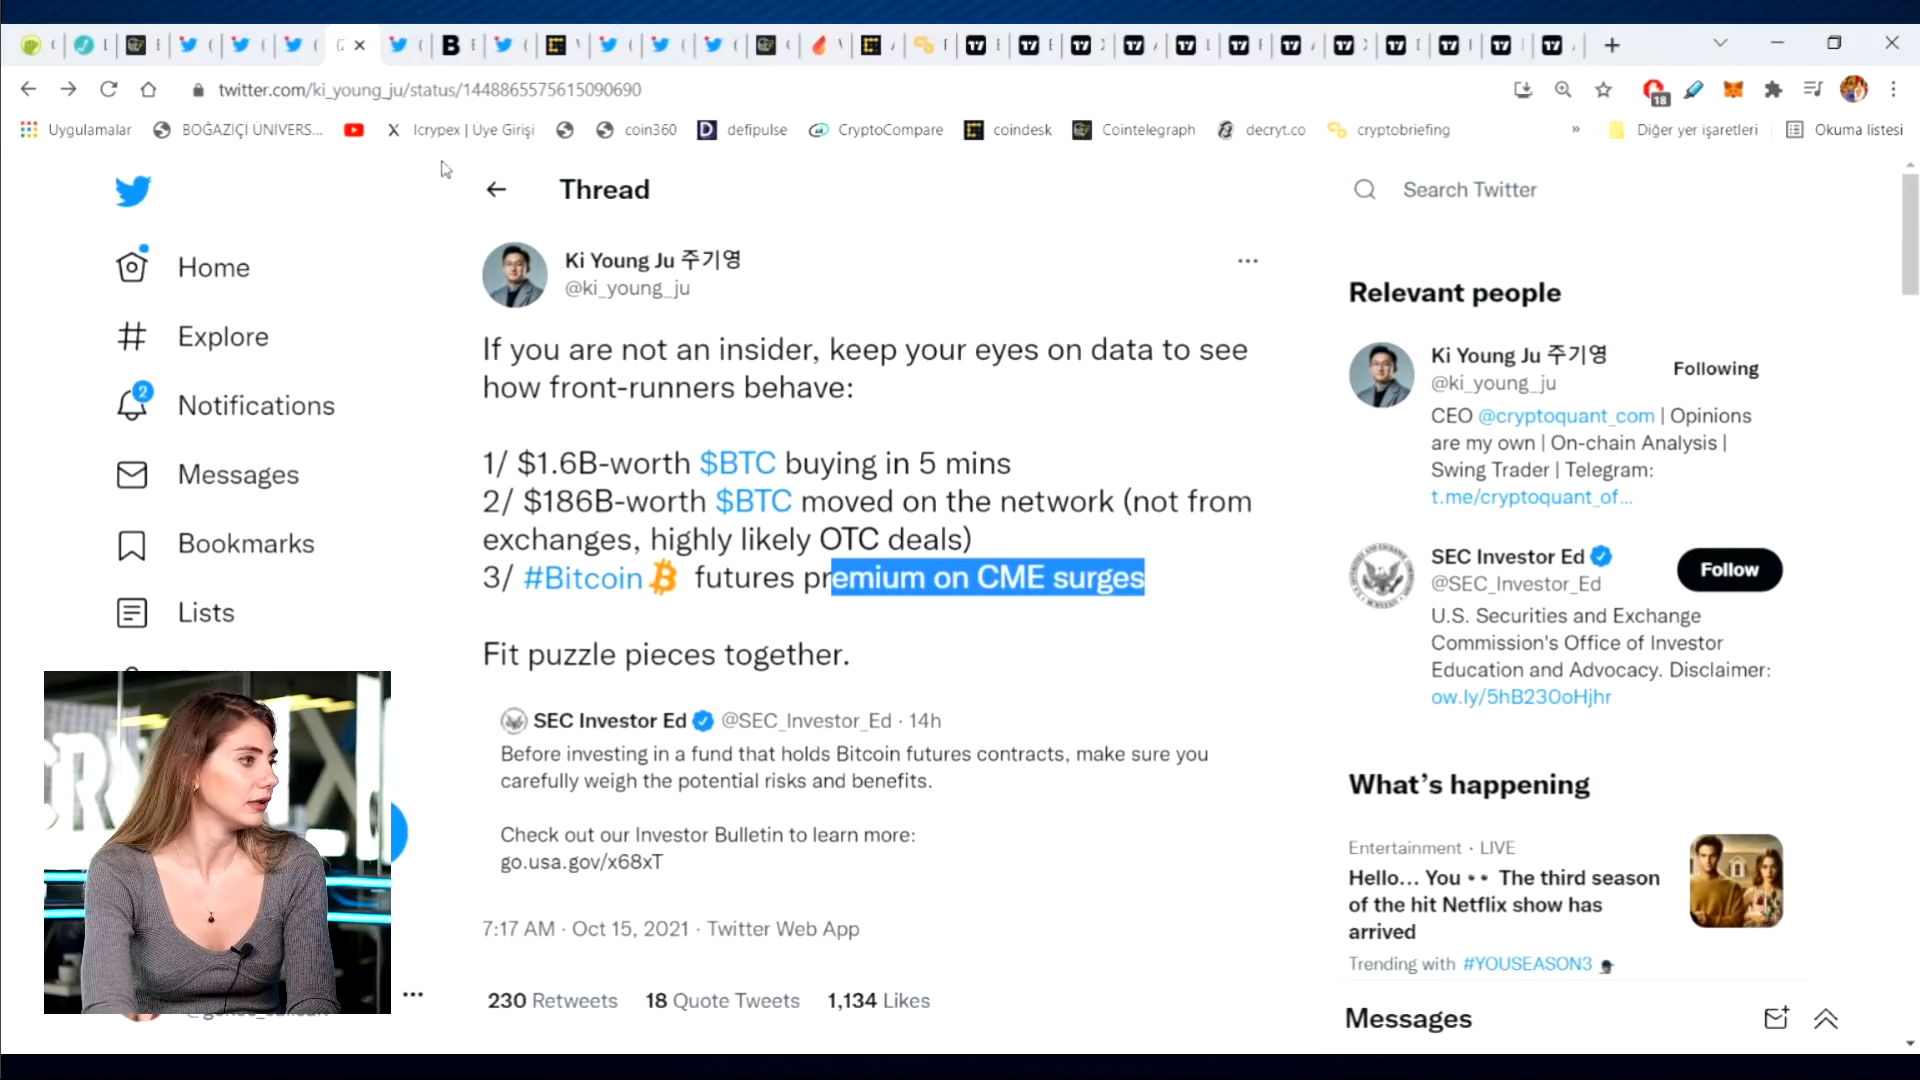 twitter.com/ki_young_ju/status/1448865575615090690
18
Uygulamalar
BOĞAZİÇİ ÜNİVERS...
Icrypex | Üye Girişi
coin360
defipulse
CryptoCompare
coindesk
Cointelegraph
decryt.co
cryptobriefing
»
Diğer yer işaretleri
Okuma listesi
Thread
Search Twitter
Home
Explore
2
Notifications
Messages
Bookmarks
Lists
Ki Young Ju 주기영
@ki_young_ju
If you are not an insider, keep your eyes on data to see
how front-runners behave:
1/ $1.6B-worth $BTC buying in 5 mins
2/ $186B-worth $BTC moved on the network (not from
exchanges, highly likely OTC deals)
3/ #Bitcoin futures premium on CME surges
Fit puzzle pieces together.
SEC Investor Ed @SEC_Investor_Ed · 14h
Before investing in a fund that holds Bitcoin futures contracts, make sure you
carefully weigh the potential risks and benefits.
Check out our Investor Bulletin to learn more:
go.usa.gov/x68xT
7:17 AM · Oct 15, 2021 · Twitter Web App
230 Retweets 18 Quote Tweets 1,134 Likes
Relevant people
Ki Young Ju 주기영
@ki_young_ju
Following
CEO @cryptoquant_com | Opinions
are my own | On-chain Analysis |
Swing Trader | Telegram:
t.me/cryptoquant_of...
SEC Investor Ed
@SEC_Investor_Ed
Follow
U.S. Securities and Exchange
Commission's Office of Investor
Education and Advocacy. Disclaimer:
ow.ly/5hB23OoHjhr
What's happening
Entertainment · LIVE
Hello... You 👀 The third season
of the hit Netflix show has
arrived
Trending with #YOUSEASON3
Messages